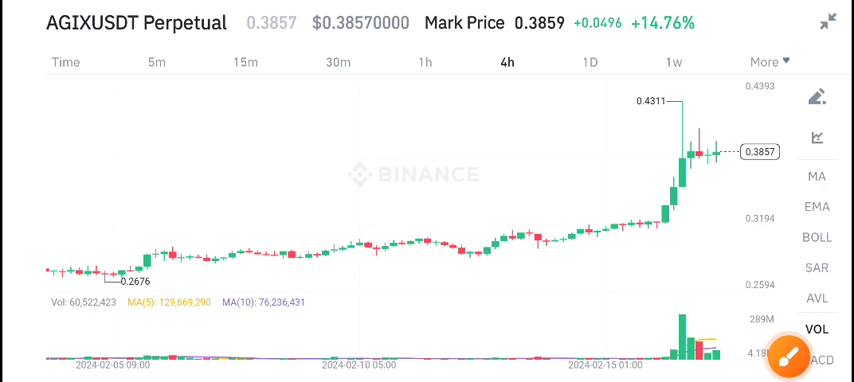 AGIXUSDT Perpetual 0.3857 $0.38570000 Mark Price 0.3859 +0.0496 +14.76%
Time 5m 15m 30m 1h 4h 1D 1w More
0.4393
0.4311
0.3857
BINANCE
MA
EMA
0.3194
BOLL
SAR
0.2676
0.2594
AVL
Vol: 60,522,423 MA(5): 129,669,290 MA(10): 76,236,431
289M
VOL
4.18
ACD
2024-02-05 09:00 2024-02-10 05:00 2024-02-15 01:00